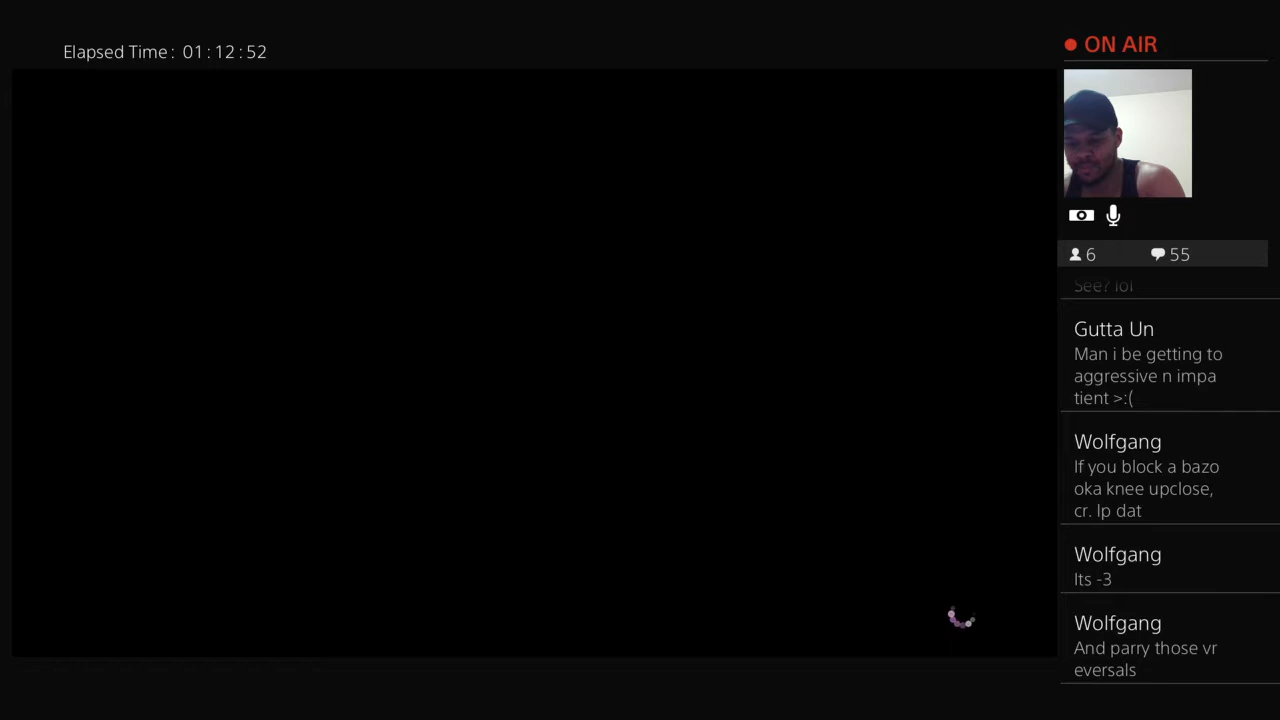 Elapsed Time: 01:12:52
ON AIR
6 55
See? lol
Gutta Un
Man i be getting to
aggressive n impa
tient >:(
Wolfgang
If you block a bazo
oka knee upclose,
cr. lp dat
Wolfgang
Its -3
Wolfgang
And parry those vr
eversals